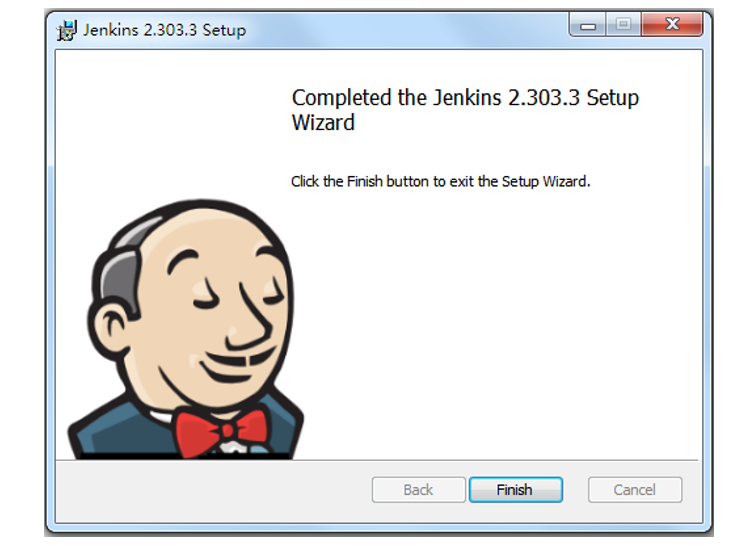 Jenkins 2.303.3 Setup
Completed the Jenkins 2.303.3 Setup
Wizard
Click the Finish button to exit the Setup Wizard.
Back
Finish
Cancel